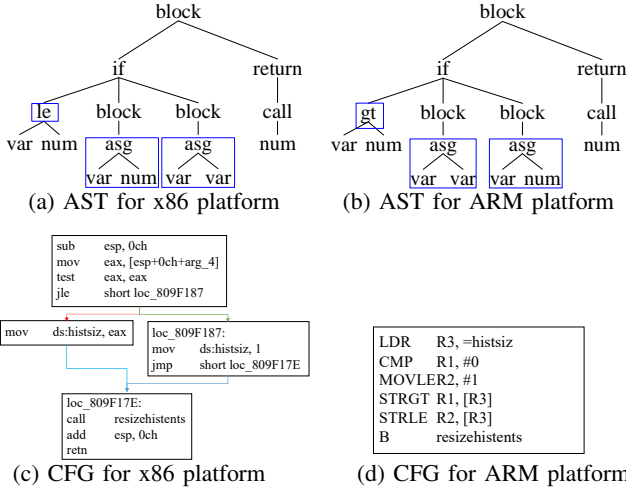 block
if return
le block block call
var num asg asg num
var num var var
(a) AST for x86 platform
block
if return
gt block block call
var num asg asg num
var var var num
(b) AST for ARM platform
sub esp, 0ch
mov eax, [esp+0ch+arg_4]
test eax, eax
jle short loc_809F187
mov ds:histsiz, eax
loc_809F187:
mov ds:histsiz, 1
jmp short loc_809F17E
loc_809F17E:
call resizehistents
add esp, 0ch
retn
(c) CFG for x86 platform
LDR R3, =histsiz
CMP R1, #0
MOVLER2, #1
STRGT R1, [R3]
STRLE R2, [R3]
B resizehistents
(d) CFG for ARM platform